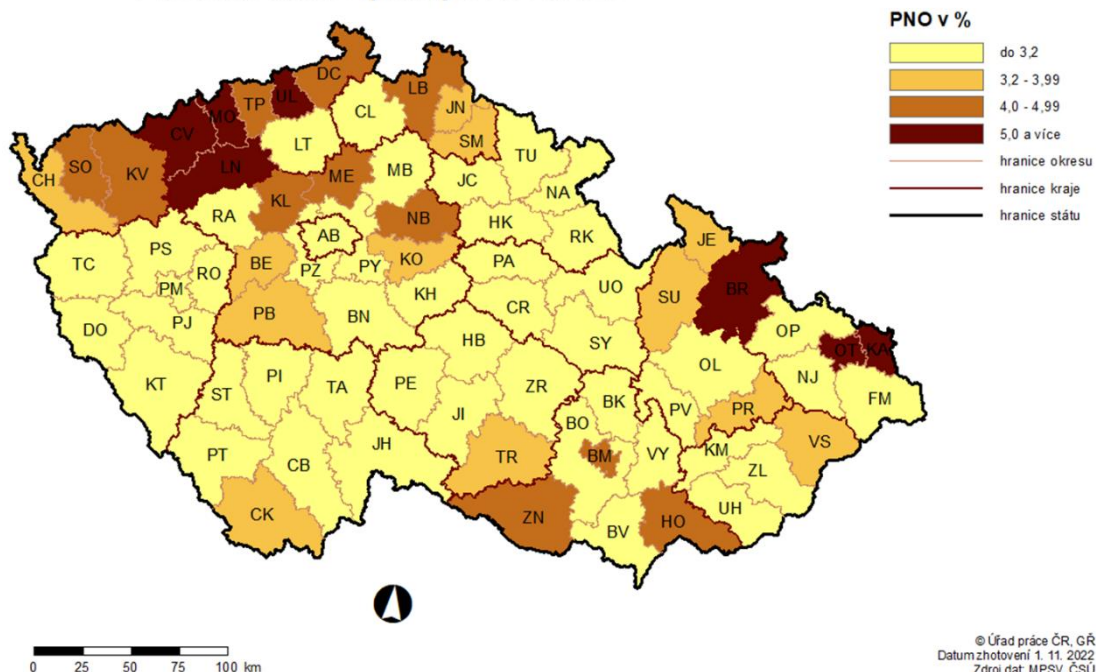 PNO v %
do 3,2
3,2 - 3,99
4,0 - 4,99
5,0 a více
hranice okresu
hranice kraje
hranice státu
DC
LB
UL
TP
MO
CL
JN
CV
LT
SM
SO
KV
LN
ME
MB
TU
CH
KL
JC
NA
RA
NB
HK
RK
AB
JE
TC
PS
RO
BE
PZ
PY
KO
PA
SU
BR
PM
KH
CR
UO
DO
PJ
PB
BN
OP
HB
SY
OT
KA
KT
ST
PI
TA
PE
ZR
OL
NJ
FM
JI
BK
PV
PR
BO
VS
PT
CB
JH
TR
BM
VY
KM
ZL
CK
ZN
UH
BV
HO
0 25 50 75 100 km
© Úřad práce ČR, GŘ
Datum zhotovení 1. 11. 2022
Zdroj dat: MPSV, ČSÚ